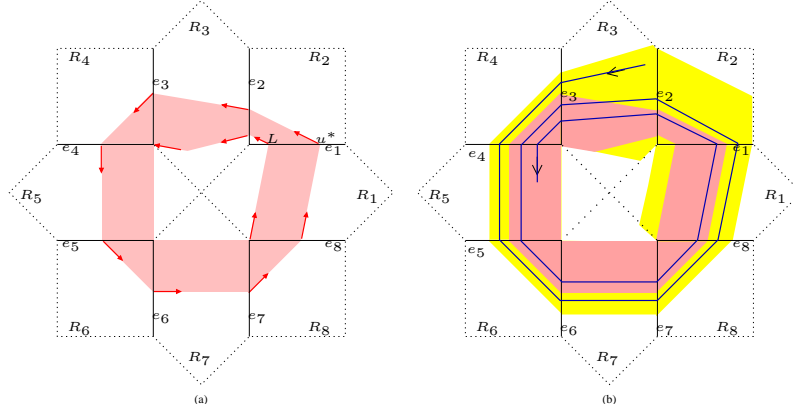 R₃
R₄
R₂
e₃
e₂
L
u*
e₁
e₄
R₅
R₁
e₅
e₈
e₆
e₇
R₆
R₈
R₇
(a)
R₃
R₄
R₂
e₃
e₂
e₁
e₄
R₅
R₁
e₅
e₈
e₆
e₇
R₆
R₈
R₇
(b)